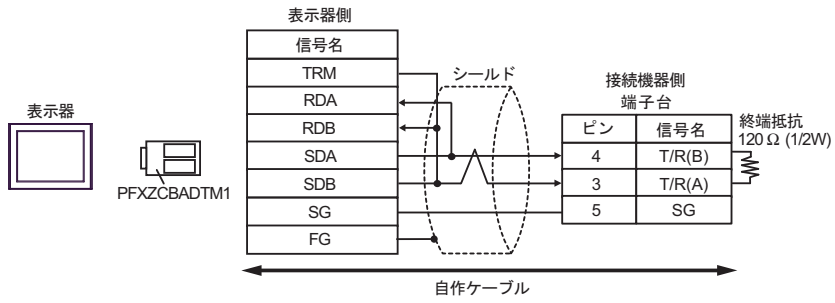 表示器側
信号名
TRM
RDA
RDB
SDA
SDB
SG
FG
シールド
接続機器側
端子台
ピン 信号名
4 T/R(B)
3 T/R(A)
5 SG
終端抵抗
120 Ω (1/2W)
表示器
PFXZCBADTM1
自作ケーブル